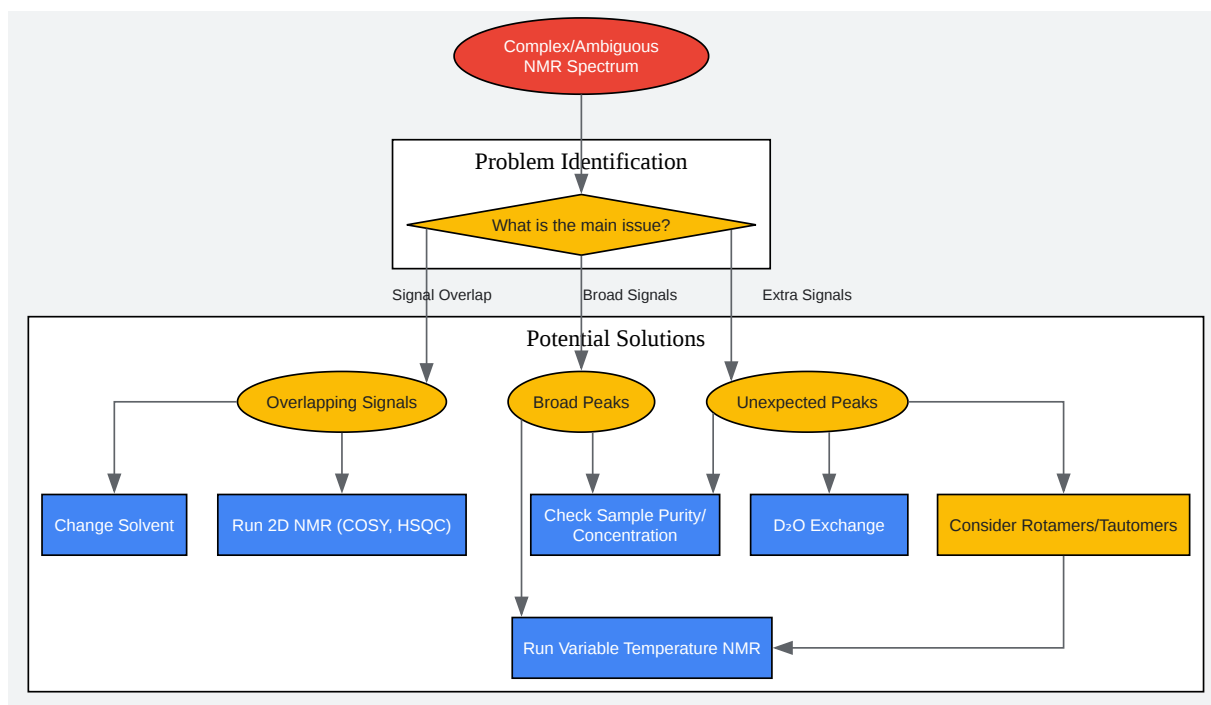 Complex/Ambiguous
NMR Spectrum
Problem Identification
What is the main issue?
Signal Overlap
Broad Signals
Extra Signals
Potential Solutions
Overlapping Signals
Broad Peaks
Unexpected Peaks
Change Solvent
Run 2D NMR (COSY, HSQC)
Check Sample Purity/
Concentration
D₂O Exchange
Consider Rotamers/Tautomers
Run Variable Temperature NMR